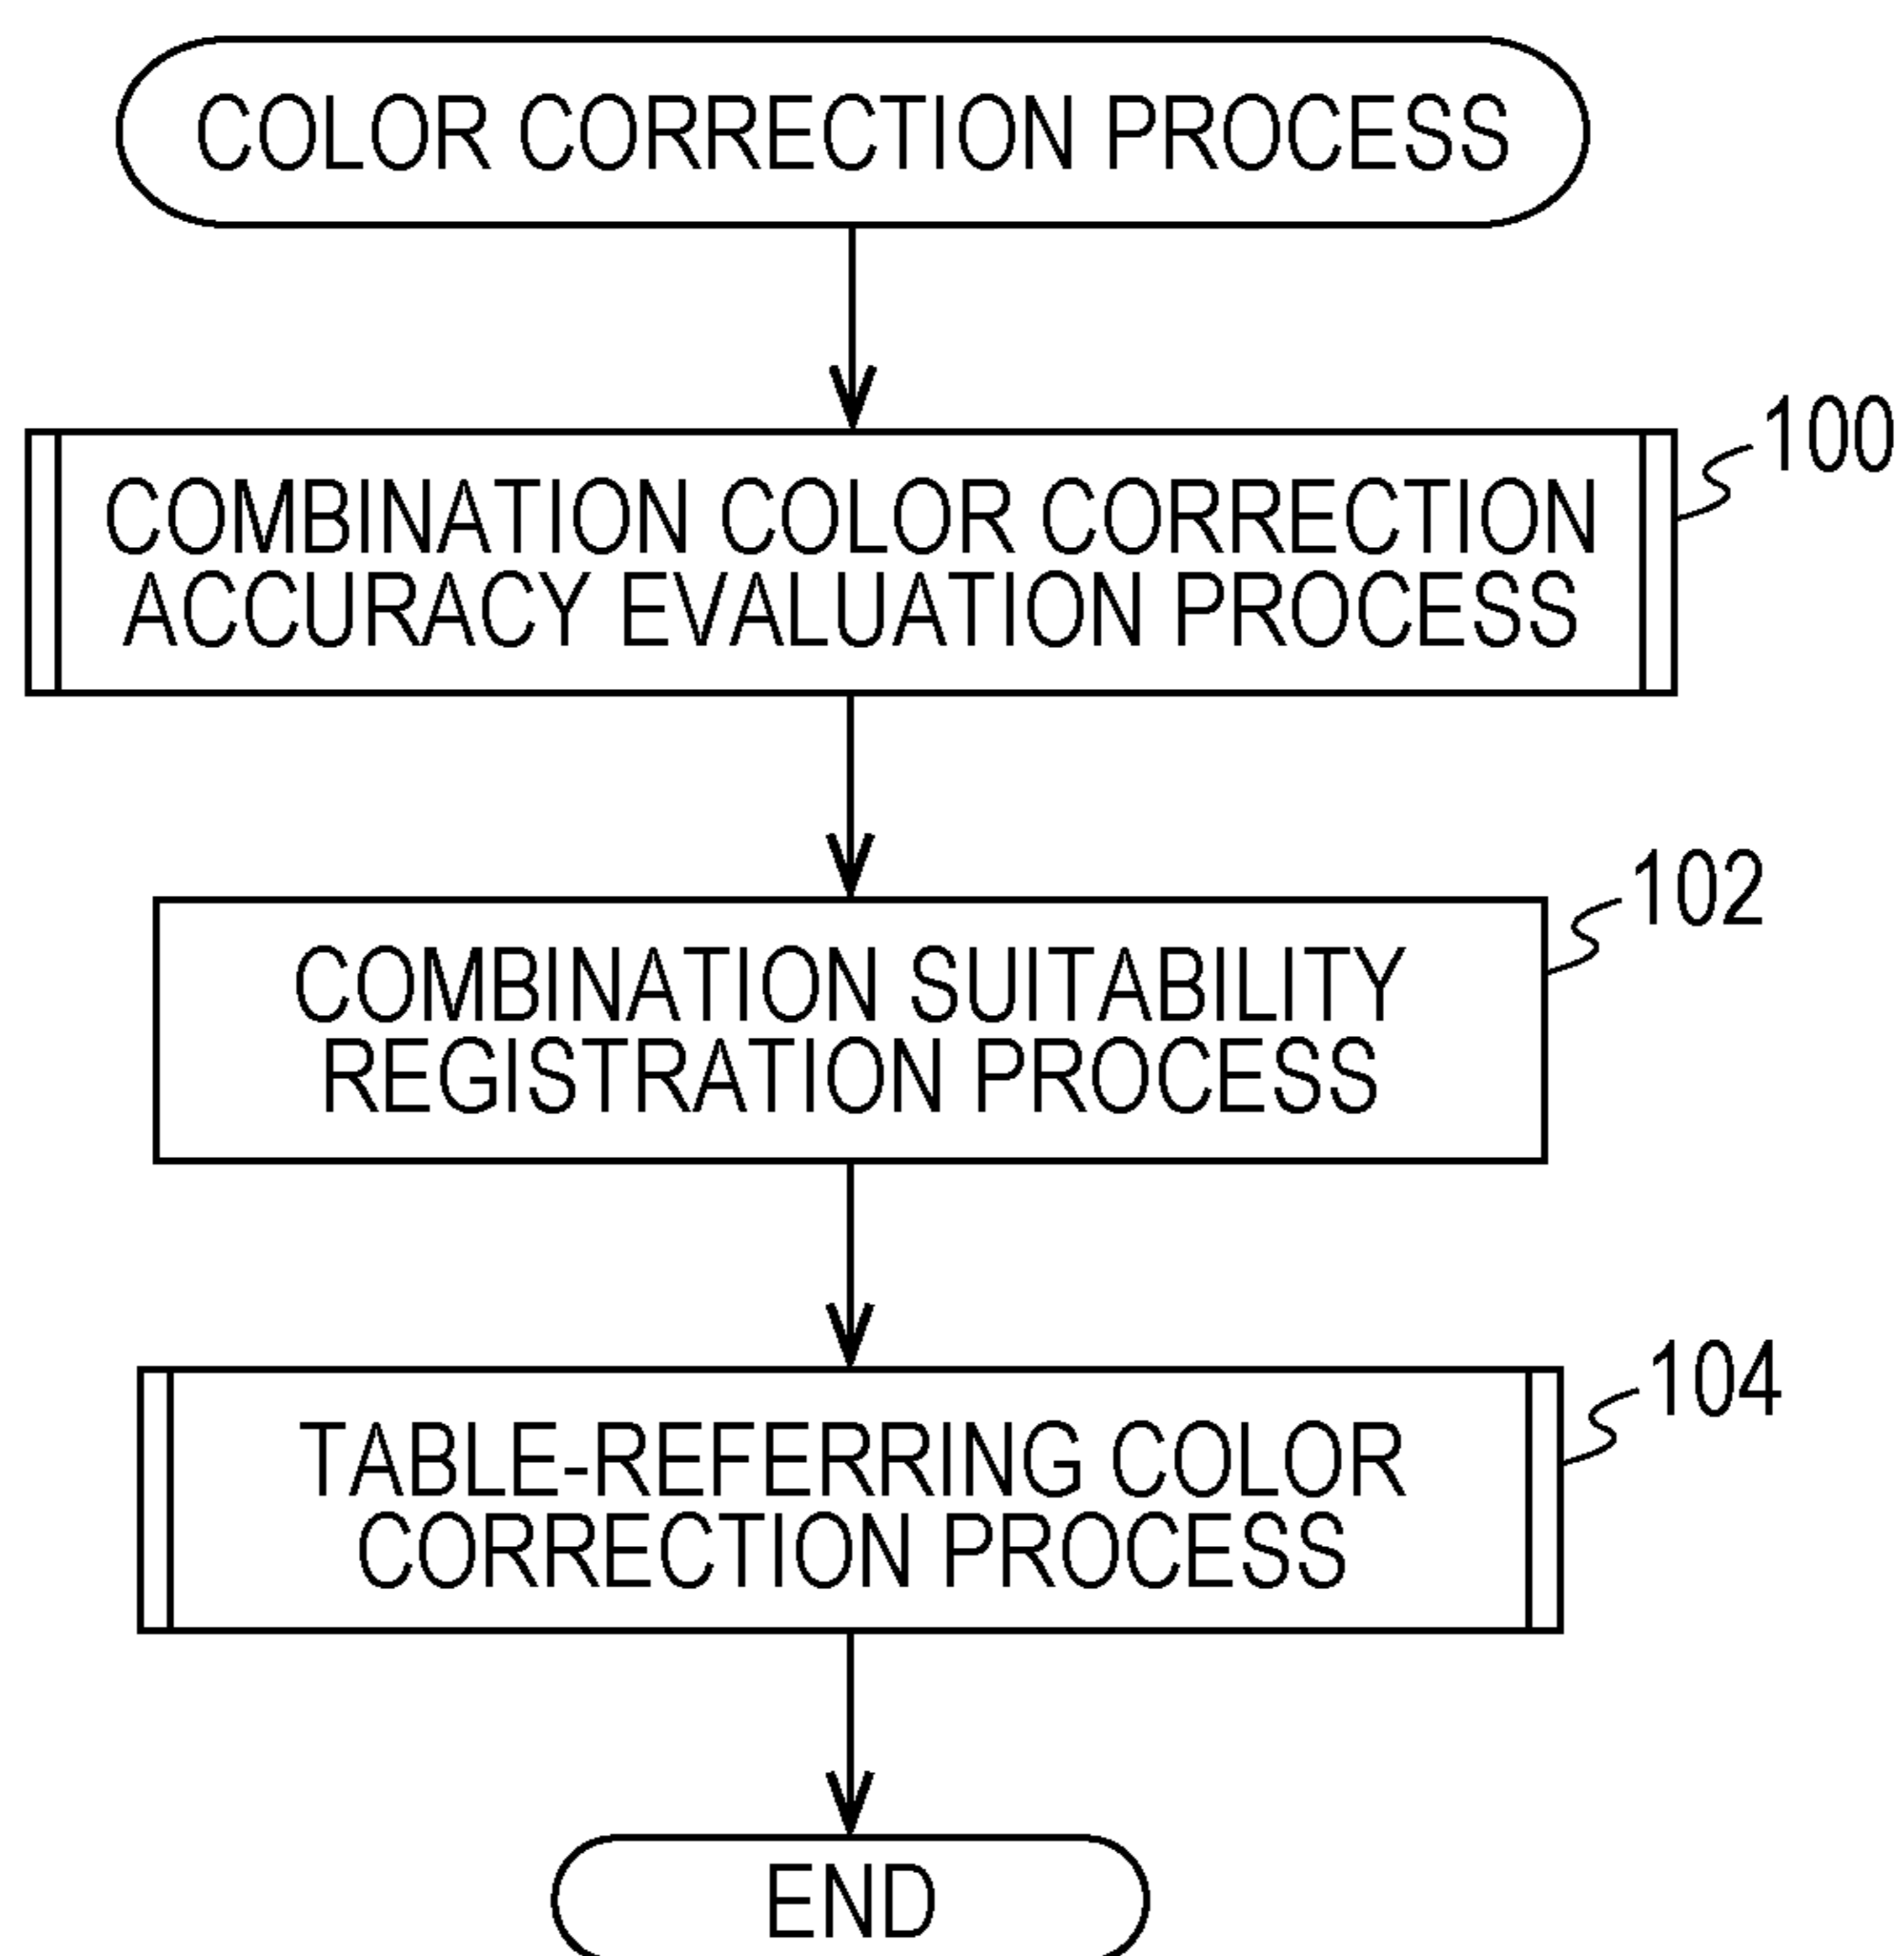 COLOR CORRECTION PROCESS
100
COMBINATION COLOR CORRECTION
ACCURACY EVALUATION PROCESS
102
COMBINATION SUITABILITY
REGISTRATION PROCESS
104
TABLE-REFERRING COLOR
CORRECTION PROCESS
END